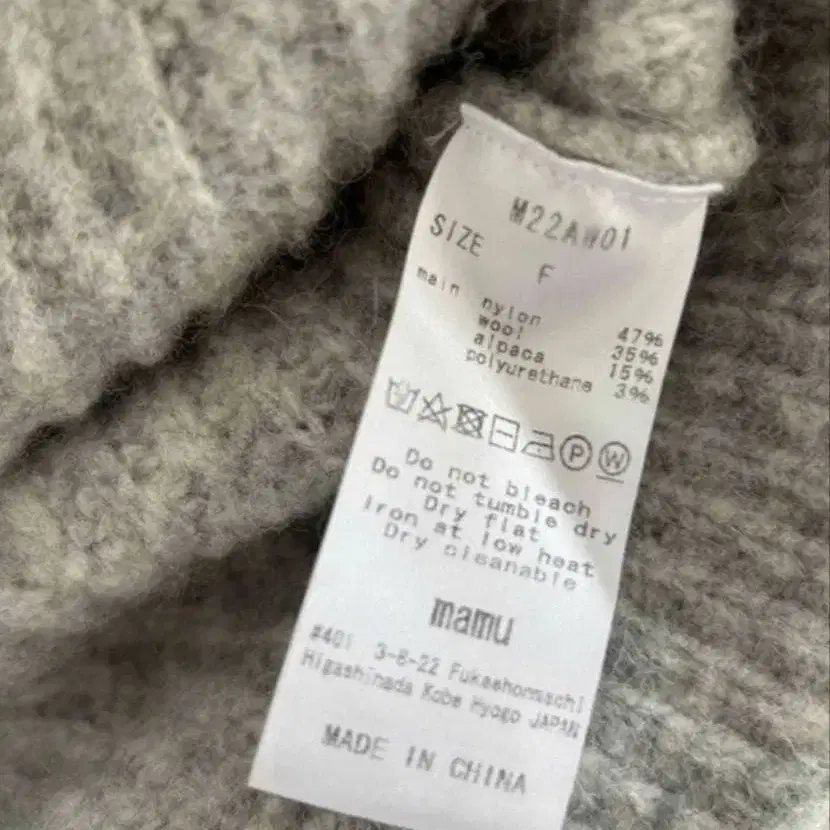 M22AW01
SIZE F
main nylon 47%
wool 35%
alpaca 15%
polyurethane 3%
P W
Do not bleach
Do not tumble dry
Dry flat
Iron at low heat
Dry cleanable
mamu
#401 3-8-22
Higashinada Kobe Hyogo JAPAN
MADE IN CHINA